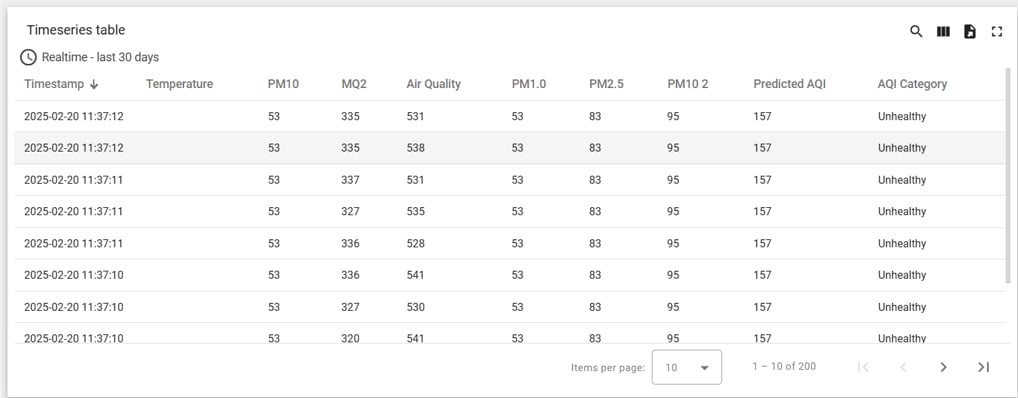 Timeseries table
Realtime - last 30 days
Timestamp Temperature PM10 MQ2 Air Quality PM1.0 PM2.5 PM10 2 Predicted AQI AQI Category
2025-02-20 11:37:12 53 335 531 53 83 95 157 Unhealthy
2025-02-20 11:37:12 53 335 538 53 83 95 157 Unhealthy
2025-02-20 11:37:11 53 337 531 53 83 95 157 Unhealthy
2025-02-20 11:37:11 53 327 535 53 83 95 157 Unhealthy
2025-02-20 11:37:11 53 336 528 53 83 95 157 Unhealthy
2025-02-20 11:37:10 53 336 541 53 83 95 157 Unhealthy
2025-02-20 11:37:10 53 327 530 53 83 95 157 Unhealthy
2025-02-20 11:37:10 53 320 541 53 83 95 157 Unhealthy
Items per page: 10 1 – 10 of 200